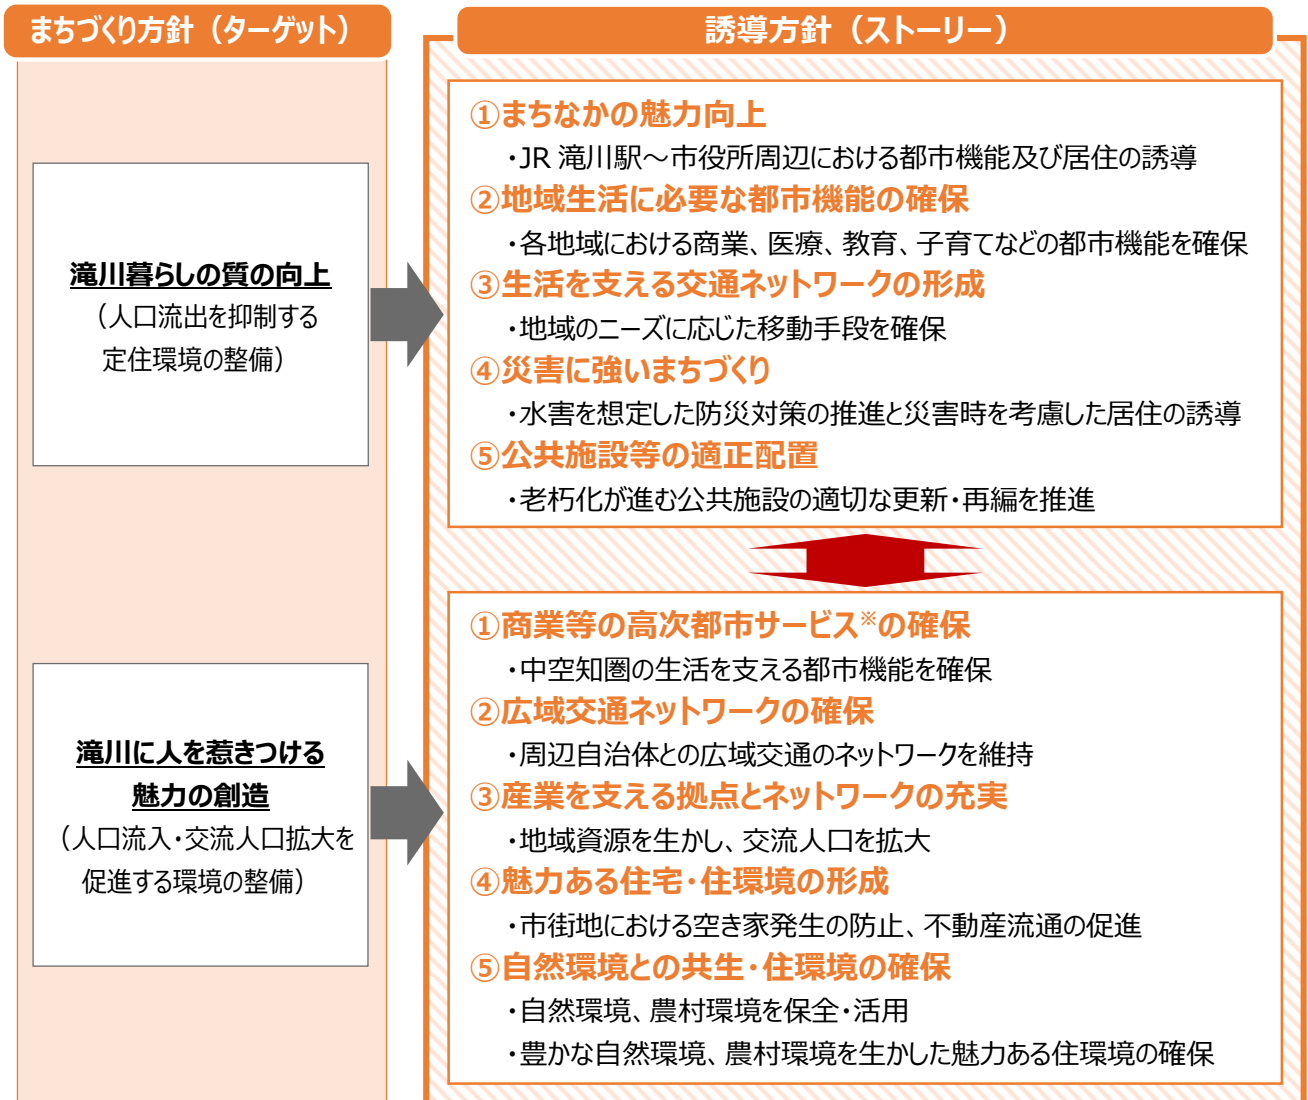 まちづくり方針（ターゲット）
滝川暮らしの質の向上
（人口流出を抑制する
定住環境の整備）
滝川に人を惹きつける
魅力の創造
（人口流入・交流人口拡大を
促進する環境の整備）
誘導方針（ストーリー）
①まちなかの魅力向上
・JR 滝川駅～市役所周辺における都市機能及び居住の誘導
②地域生活に必要な都市機能の確保
・各地域における商業、医療、教育、子育てなどの都市機能を確保
③生活を支える交通ネットワークの形成
・地域のニーズに応じた移動手段を確保
④災害に強いまちづくり
・水害を想定した防災対策の推進と災害時を考慮した居住の誘導
⑤公共施設等の適正配置
・老朽化が進む公共施設の適切な更新・再編を推進
①商業等の高次都市サービス※の確保
・中空知圏の生活を支える都市機能を確保
②広域交通ネットワークの確保
・周辺自治体との広域交通のネットワークを維持
③産業を支える拠点とネットワークの充実
・地域資源を生かし、交流人口を拡大
④魅力ある住宅・住環境の形成
・市街地における空き家発生の防止、不動産流通の促進
⑤自然環境との共生・住環境の確保
・自然環境、農村環境を保全・活用
・豊かな自然環境、農村環境を生かした魅力ある住環境の確保